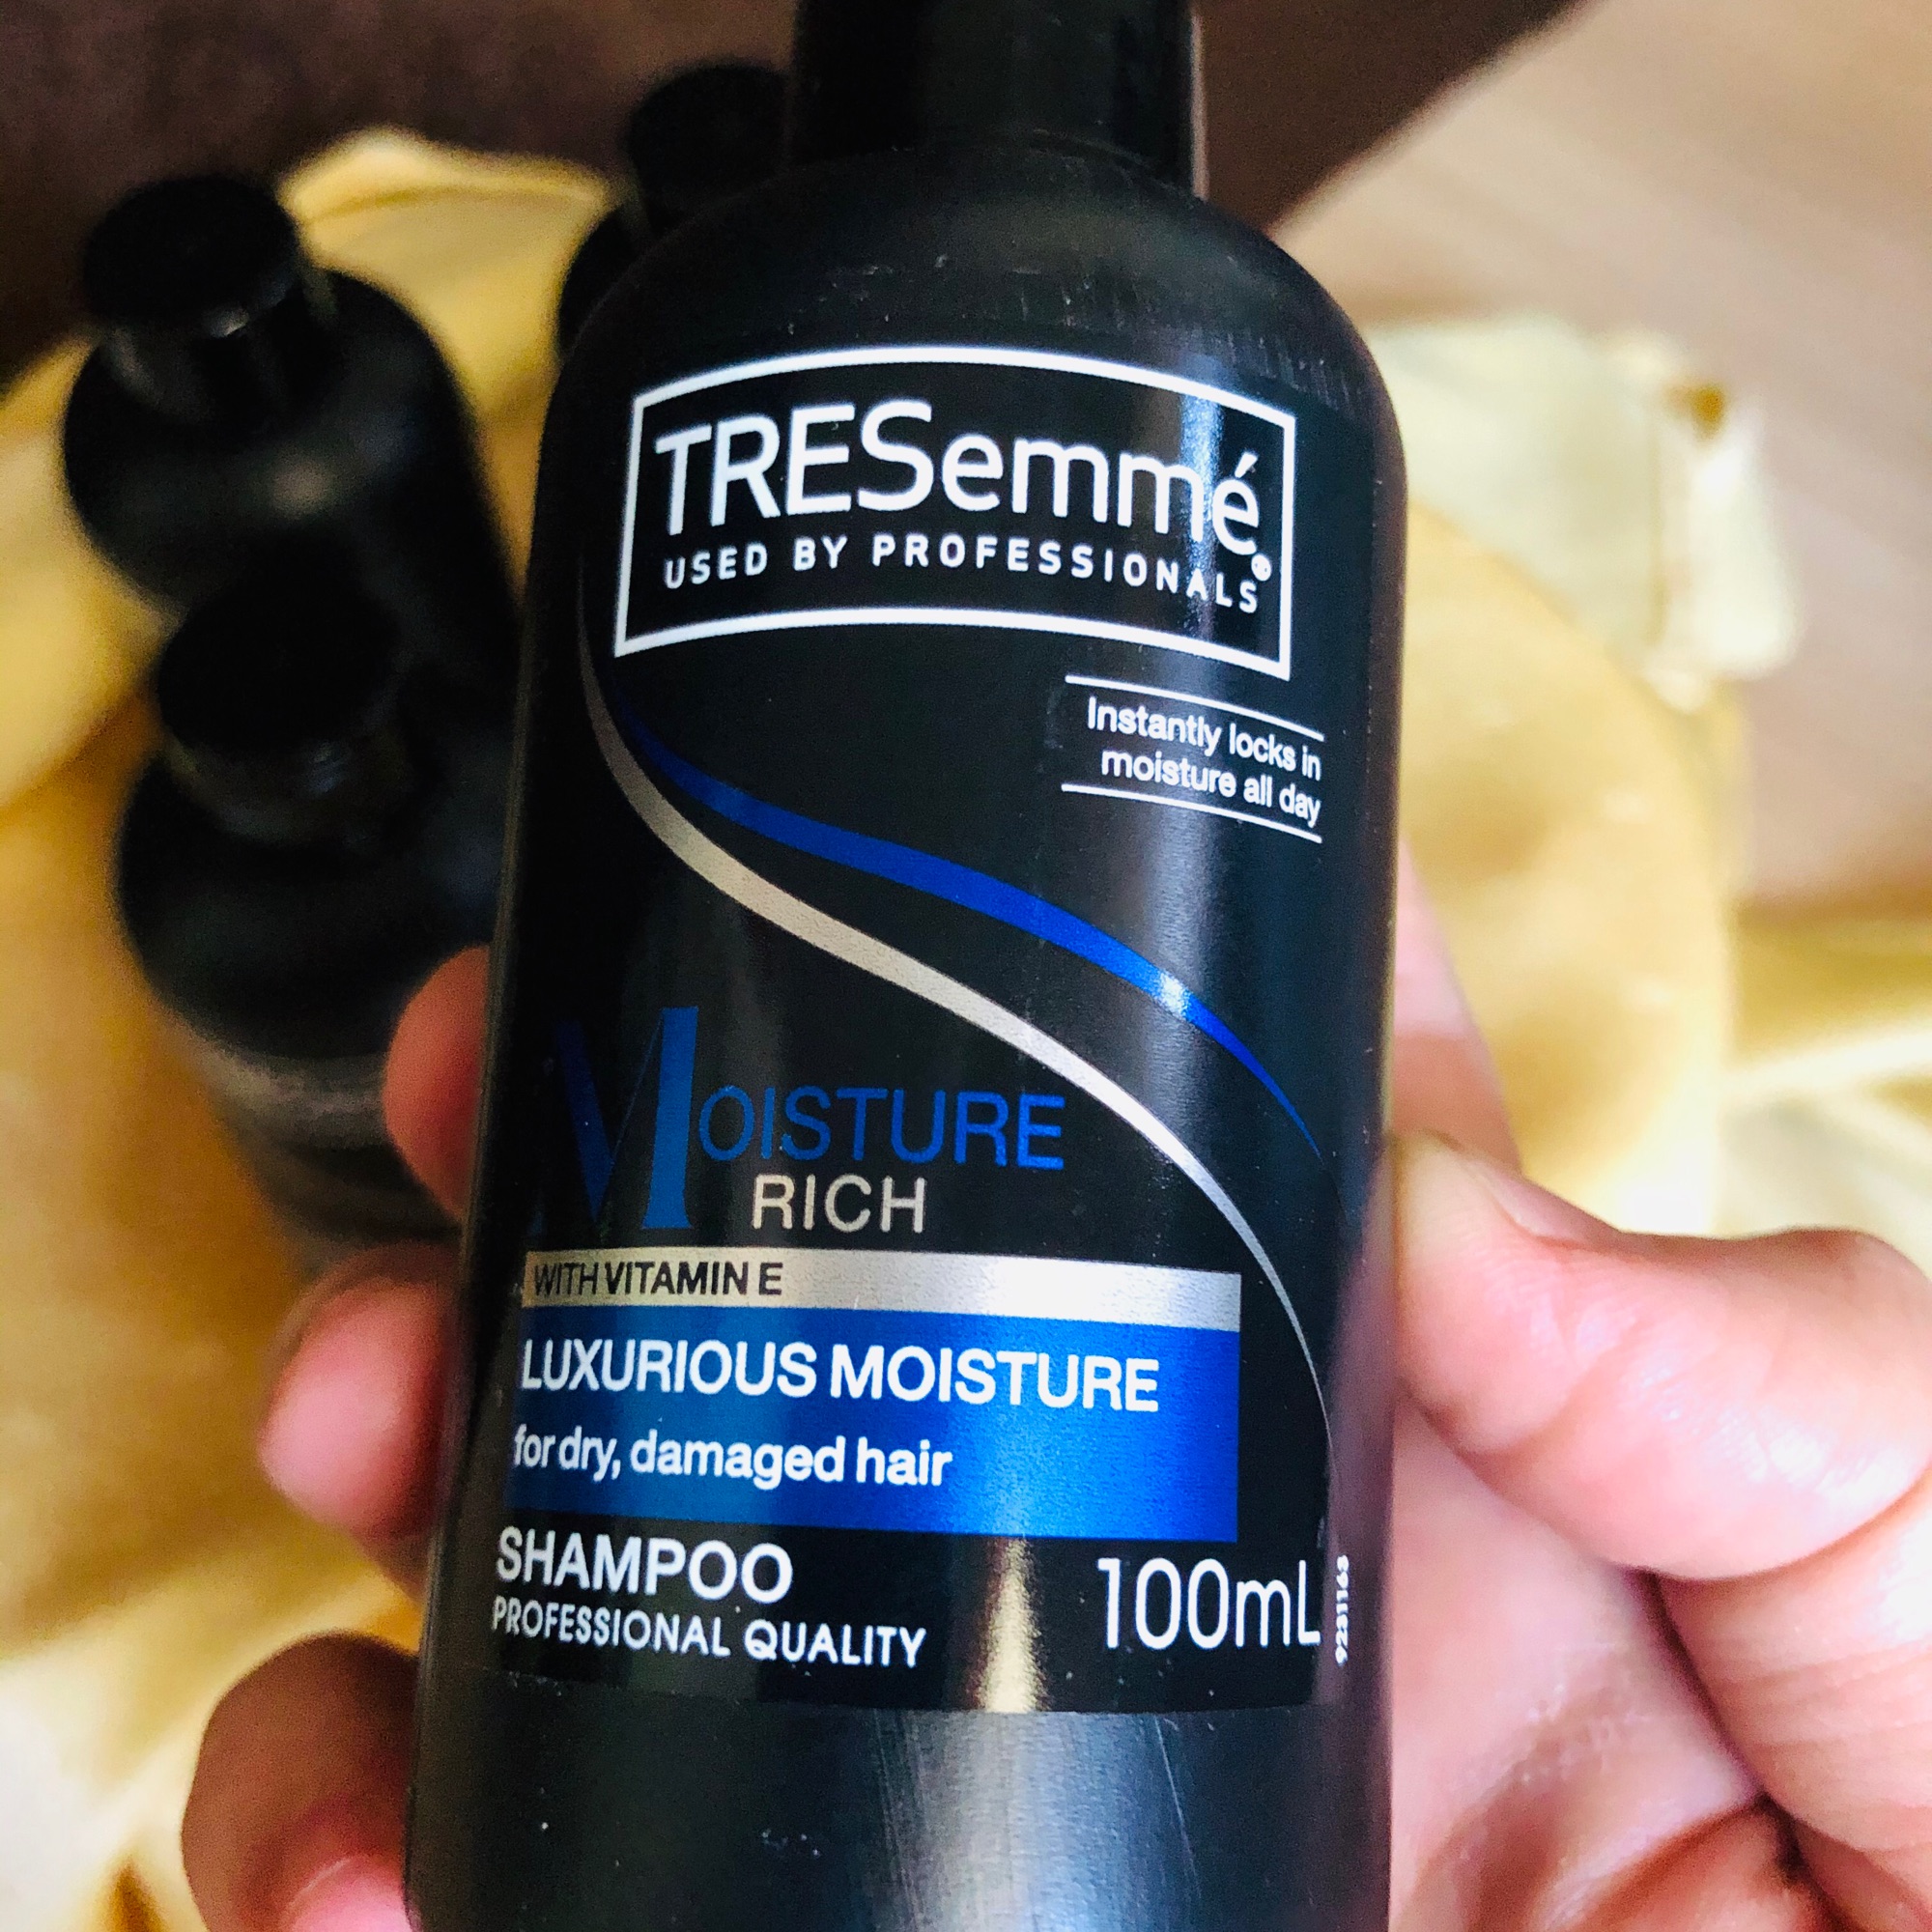 TRESemmé®
USED BY PROFESSIONALS
Instantly locks in
moisture all day
MOISTURE
RICH
WITH VITAMIN E
LUXURIOUS MOISTURE
for dry, damaged hair
SHAMPOO
PROFESSIONAL QUALITY
100mL
9231163